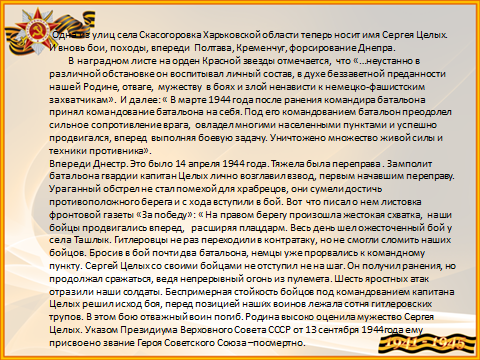 Одна из улиц села Скасогоровка Харьковской области теперь носит имя Сергея Целых.
И вновь бои, походы, впереди Полтава, Кременчуг, форсирование Днепра.
В наградном листе на орден Красной звезды отмечается, что «...неустанно в
различной обстановке он воспитывал личный состав, в духе беззаветной преданности
нашей Родине, отваге, мужеству в боях и злой ненависти к немецко-фашистским
захватчикам». И далее: « В марте 1944 года после ранения командира батальона
принял командование батальона на себя. Под его командованием батальон преодолел
сильное сопротивление врага, овладел многими населенными пунктами и успешно
продвигался, вперед выполняя боевую задачу. Уничтожено множество живой силы и
техники противника».
Впереди Днестр. Это было 14 апреля 1944 года. Тяжела была переправа . Замполит
батальона гвардии капитан Целых лично возглавил взвод, первым начавшим переправу.
Ураганный обстрел не стал помехой для храбрецов, они сумели достичь
противоположного берега и с хода вступили в бой. Вот что писало о нем листовка
фронтовой газеты «За победу»: « На правом берегу произошла жестокая схватка, наши
бойцы продвигались вперед, расширяя плацдарм. Весь день шел ожесточенный бой у
села Ташлык. Гитлеровцы не раз переходили в контратаку, но не смогли сломить наших
бойцов. Бросив в бой почти два батальона, немцы уже прорвались к командному
пункту. Сергей Целых со своими бойцами не отступил не на шаг. Он получил ранения, но
продолжал сражаться, ведя непрерывный огонь из пулемета. Шесть яростных атак
отразили наши солдаты. Беспримерная стойкость бойцов под командованием капитана
Целых решил исход боя, перед позицией наших воинов лежала сотня гитлеровских
трупов. В этом бою отважный воин погиб. Родина высоко оценила мужество Сергея
Целых. Указом Президиума Верховного Совета СССР от 13 сентября 1944года ему
присвоено звание Героя Советского Союза –посмертно.
1941 - 1945